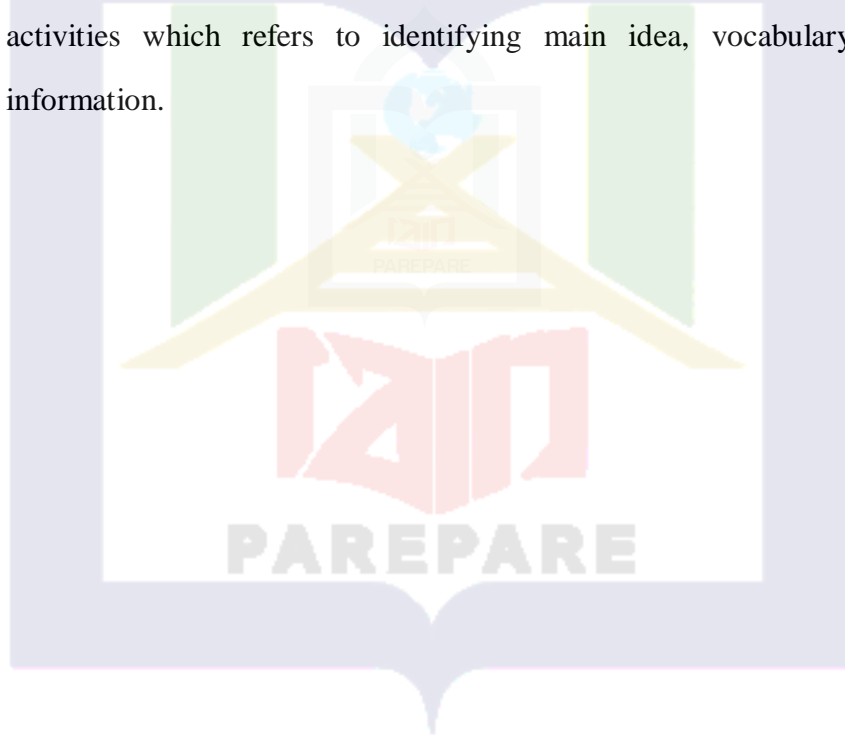 activities which refers to identifying main idea, vocabulary
information.
PAREPARE
PAREPARE